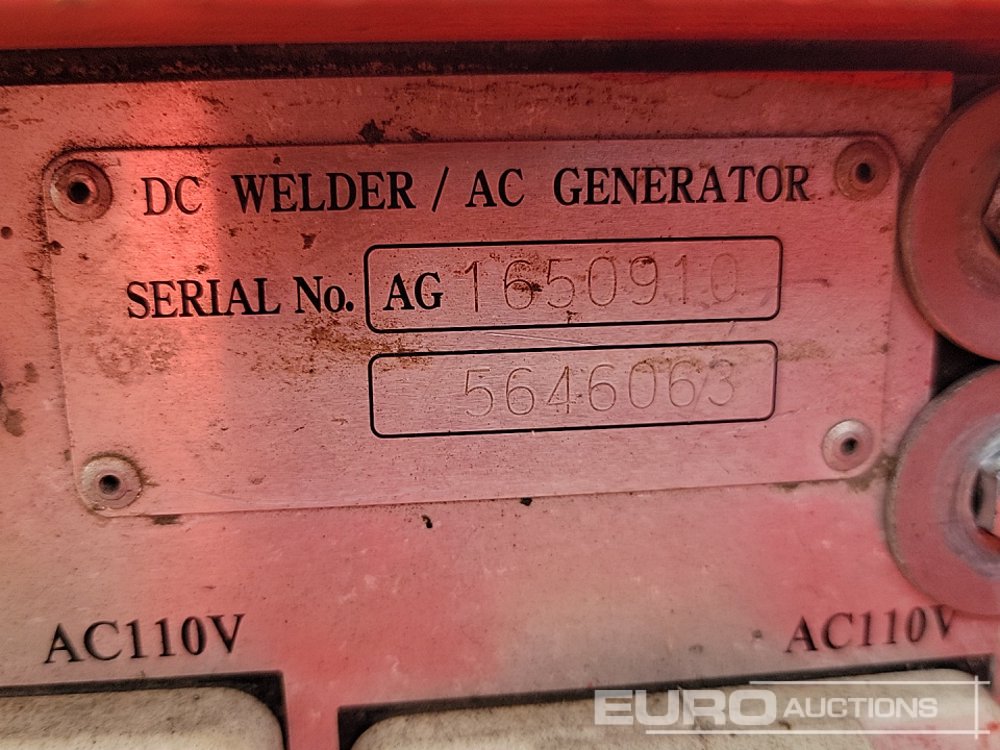 DC WELDER / AC GENERATOR
SERIAL No. AG 1650910
5646063
AC110V AC110V
EURO AUCTIONS